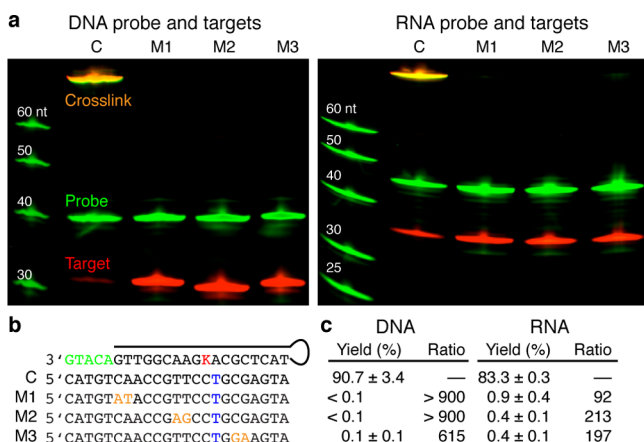 a
DNA probe and targets
RNA probe and targets
C M1 M2 M3
C M1 M2 M3
Crosslink
60 nt
50
40
Probe
30
Target
60 nt
50
40
30
25
b
3 ‘ GTACAGTTGGCAAGKACGCTCAT
C 5 ‘ CATGTCAACCGTTCCTGCGAGTA
M1 5 ‘ CATGTATACCGTTCCTGCGAGTA
M2 5 ‘ CATGTCAACCGAGCCTGCGAGTA
M3 5 ‘ CATGTCAACCGTTCCTGGAAGTA
c
DNA RNA
Yield (%) Ratio Yield (%) Ratio
90.7 ± 3.4 — 83.3 ± 0.3 —
< 0.1 > 900 0.9 ± 0.4 92
< 0.1 > 900 0.4 ± 0.1 213
0.1 ± 0.1 615 0.4 ± 0.1 197